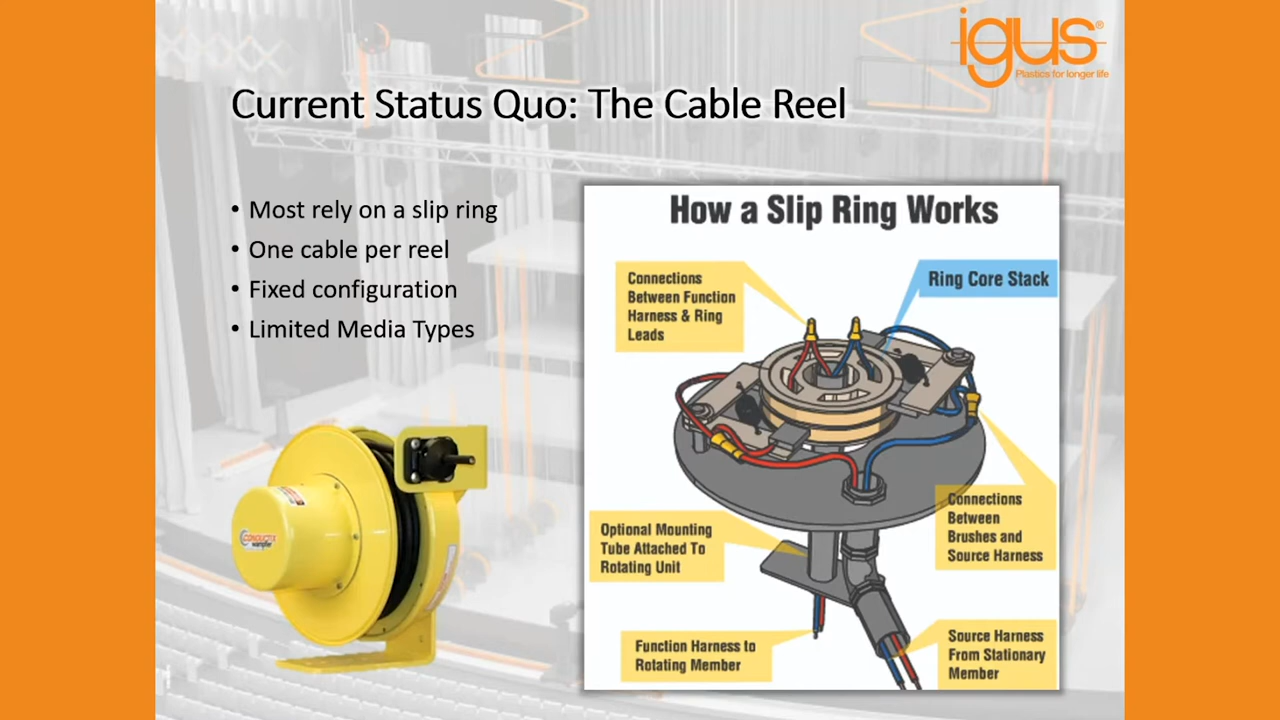 igus®
Plastics for longer life
Current Status Quo: The Cable Reel
• Most rely on a slip ring
• One cable per reel
• Fixed configuration
• Limited Media Types
CONDUCTIX
wampfler
How a Slip Ring Works
Connections
Between Function
Harness & Ring
Leads
Ring Core Stack
Connections
Between
Brushes and
Source Harness
Optional Mounting
Tube Attached To
Rotating Unit
Function Harness to
Rotating Member
Source Harness
From Stationary
Member